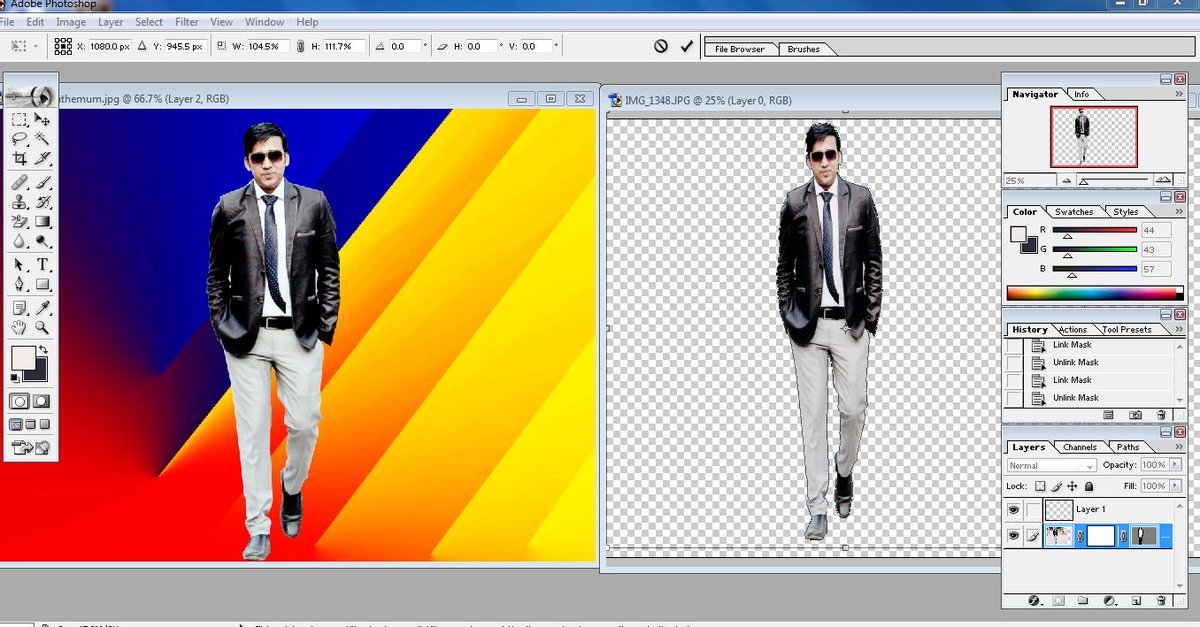 Adobe Photoshop
File Edit Image Layer Select Filter View Window Help
X: 1080.0 px Y: 945.5 px W: 104.5% H: 111.7% 0.0 ° H: 0.0 ° V: 0.0 °
File Browser Brushes
nthemum.jpg @ 66.7% (Layer 2, RGB)
IMG_1348.JPG @ 25% (Layer 0, RGB)
Navigator Info
25%
Color Swatches Styles
R 44
G 43
B 57
History Actions Tool Presets
Link Mask
Unlink Mask
Link Mask
Unlink Mask
Layers Channels Paths
Normal Opacity: 100%
Lock: Fill: 100%
Layer 1